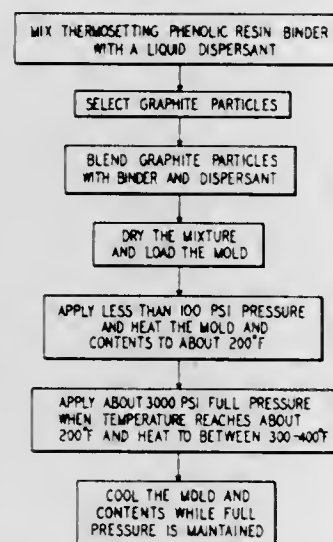 MIX THERMOSETTING PHENOLIC RESIN BINDER
WITH A LIQUID DISPERSANT
SELECT GRAPHITE PARTICLES
BLEND GRAPHITE PARTICLES
WITH BINDER AND DISPERSANT
DRY THE MIXTURE
AND LOAD THE MOLD
APPLY LESS THAN 100 PSI PRESSURE
AND HEAT THE MOLD AND
CONTENTS TO ABOUT 200°F
APPLY ABOUT 3000 PSI FULL PRESSURE
WHEN TEMPERATURE REACHES ABOUT
200°F AND HEAT TO BETWEEN 300-400°F
COOL THE MOLD AND
CONTENTS WHILE FULL
PRESSURE IS MAINTAINED